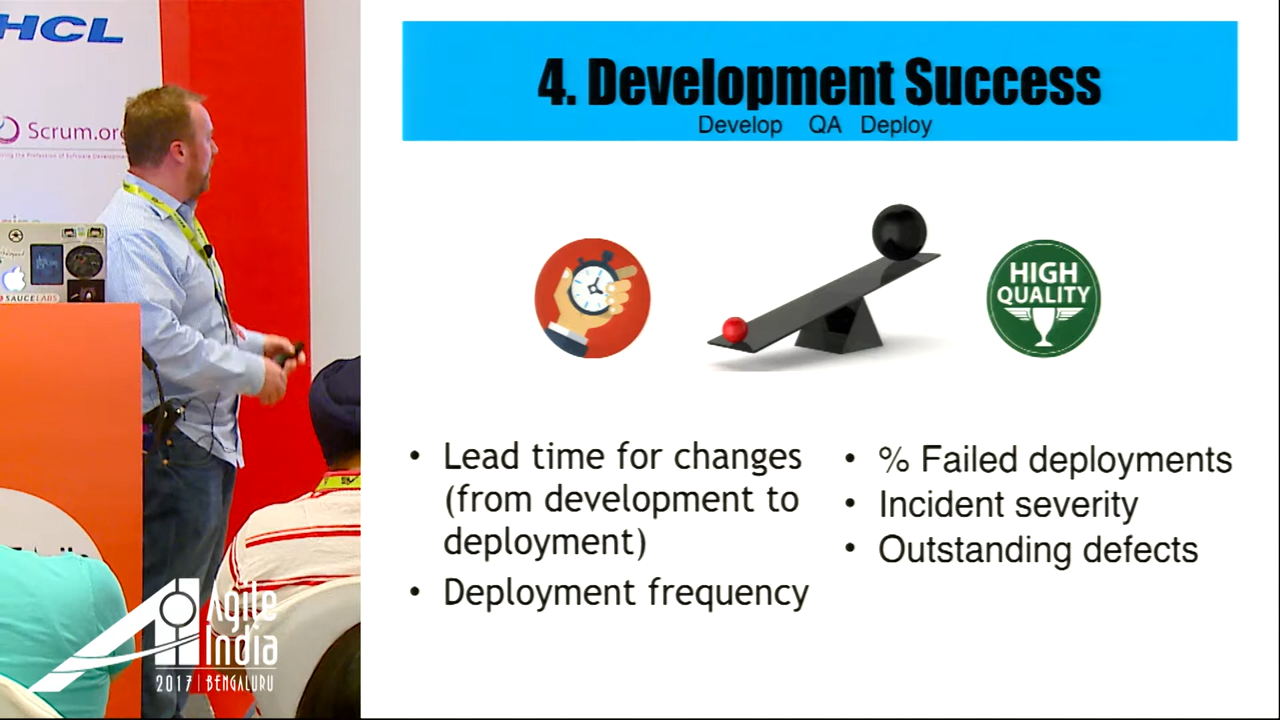 HCL
Scrum.org
SAUCELABS
4. Development Success
Develop QA Deploy
HIGH
QUALITY
• Lead time for changes
(from development to
deployment)
• Deployment frequency
• % Failed deployments
• Incident severity
• Outstanding defects
Agile
India
2017 | BENGALURU